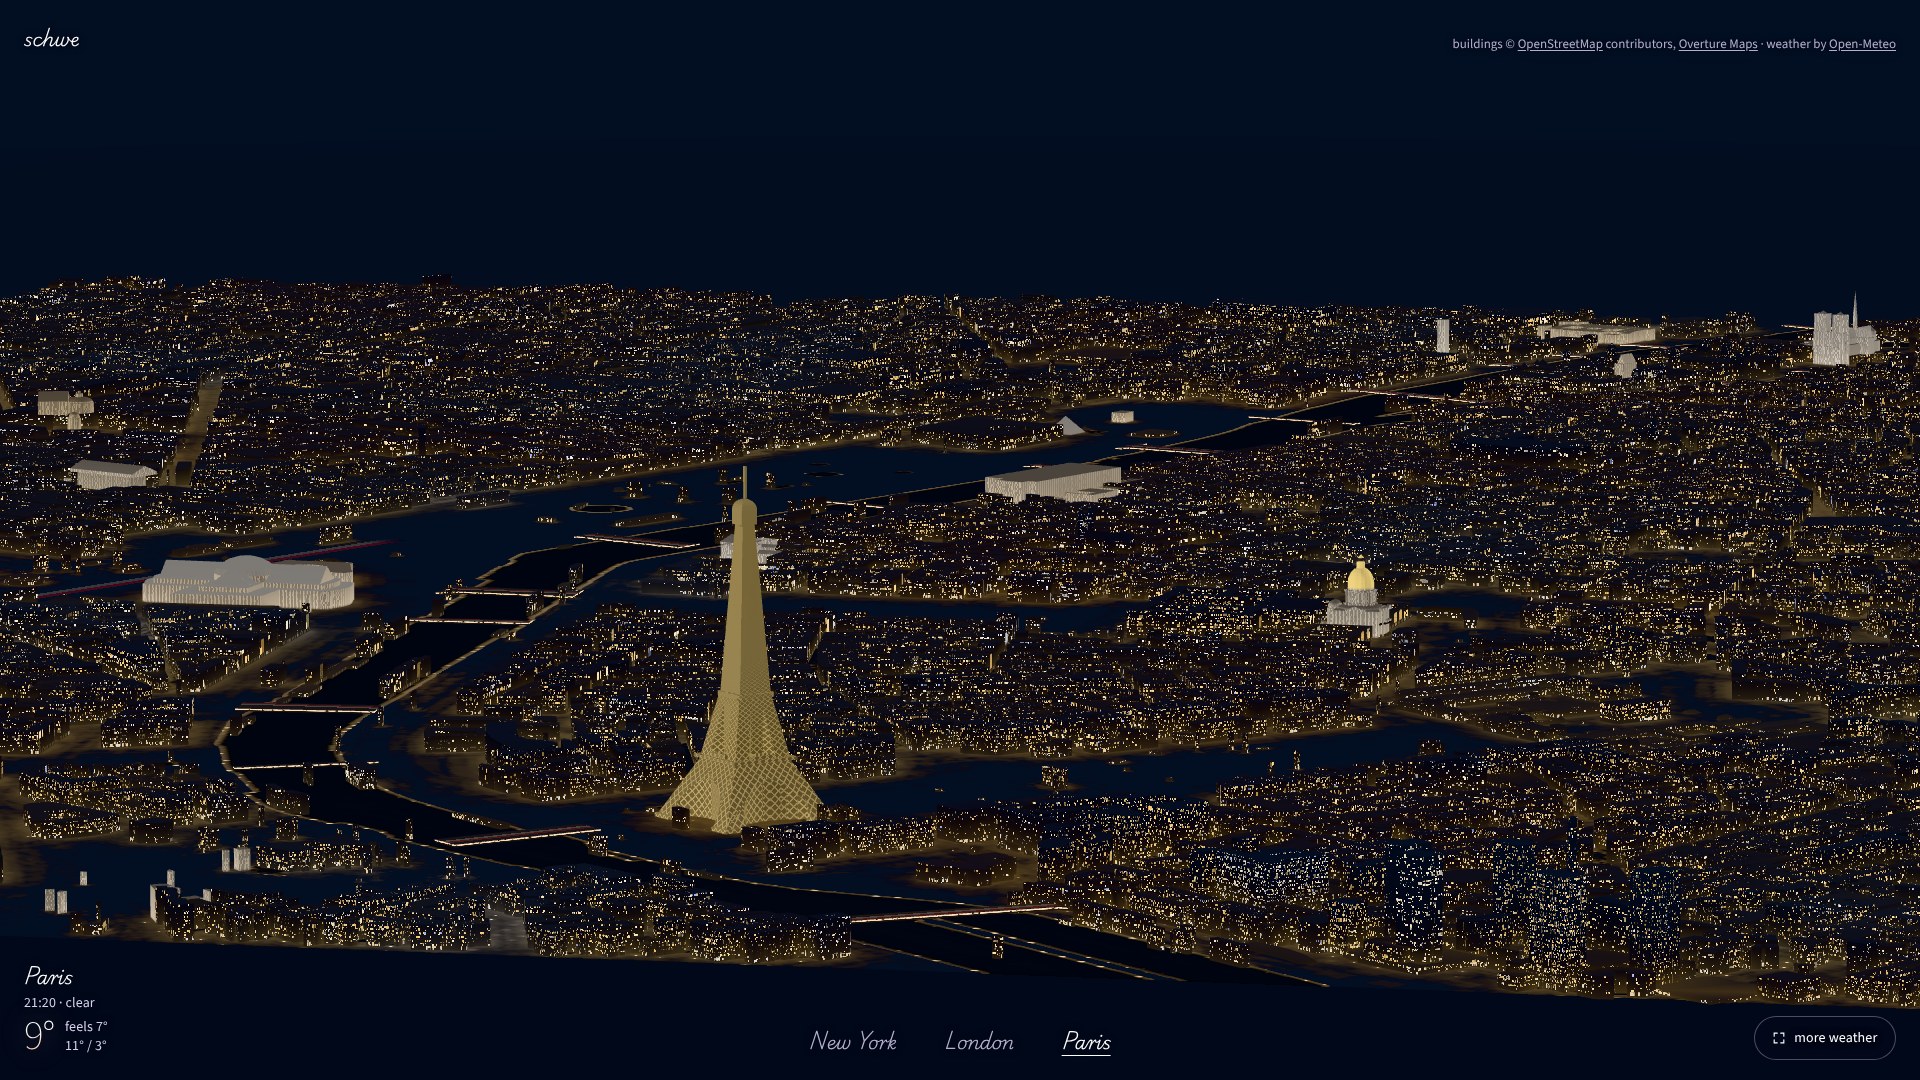 schwe
buildings © OpenStreetMap contributors, Overture Maps · weather by Open-Meteo
Paris
21:20 · clear
9° feels 7°
11° / 3°
New York London Paris
more weather